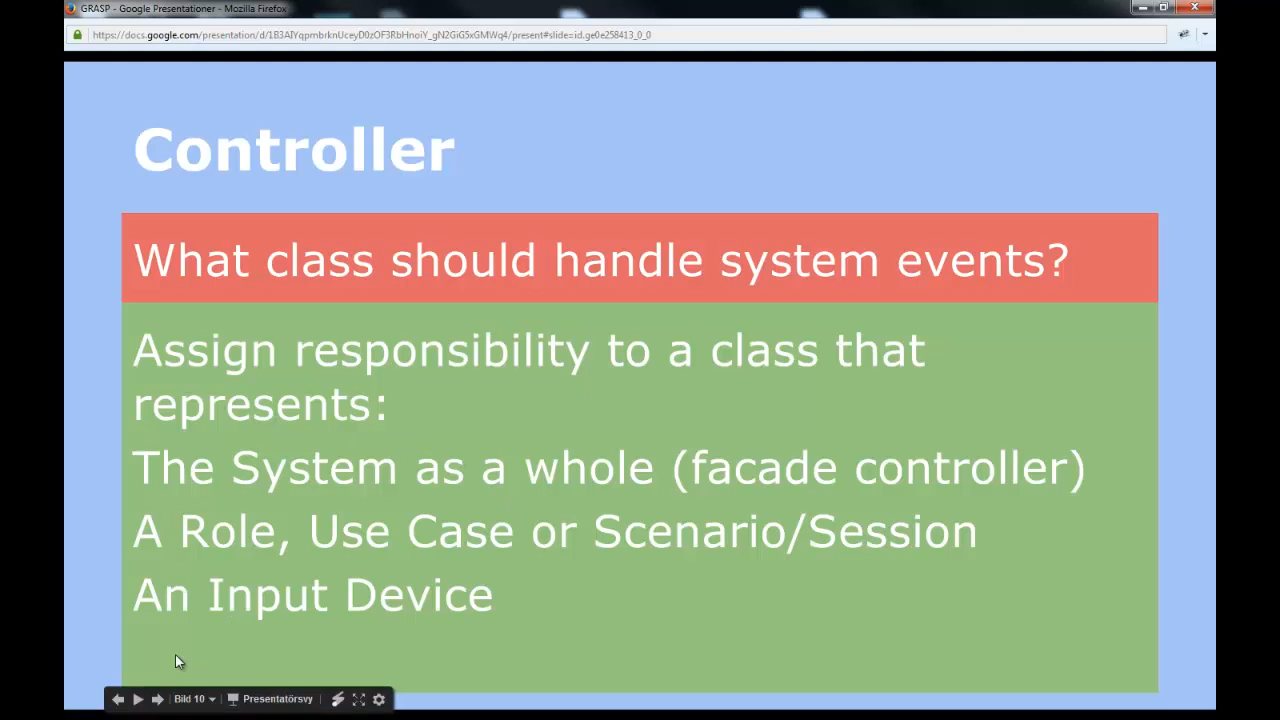 GRASP - Google Presentationer - Mozilla Firefox
https://docs.google.com/presentation/d/1B3AIYqpmbrknUceyD0zOF3RbHnoiY_gN2GiG5xGMWq4/present#slide=id.ge0e258413_0_0
Controller
What class should handle system events?
Assign responsibility to a class that
represents:
The System as a whole (facade controller)
A Role, Use Case or Scenario/Session
An Input Device
Bild 10
Presentatörsvy